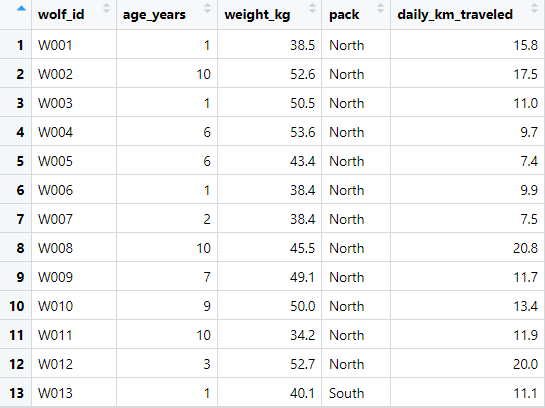 wolf_id age_years weight_kg pack daily_km_traveled
1 W001 1 38.5 North 15.8
2 W002 10 52.6 North 17.5
3 W003 1 50.5 North 11.0
4 W004 6 53.6 North 9.7
5 W005 6 43.4 North 7.4
6 W006 1 38.4 North 9.9
7 W007 2 38.4 North 7.5
8 W008 10 45.5 North 20.8
9 W009 7 49.1 North 11.7
10 W010 9 50.0 North 13.4
11 W011 10 34.2 North 11.9
12 W012 3 52.7 North 20.0
13 W013 1 40.1 South 11.1